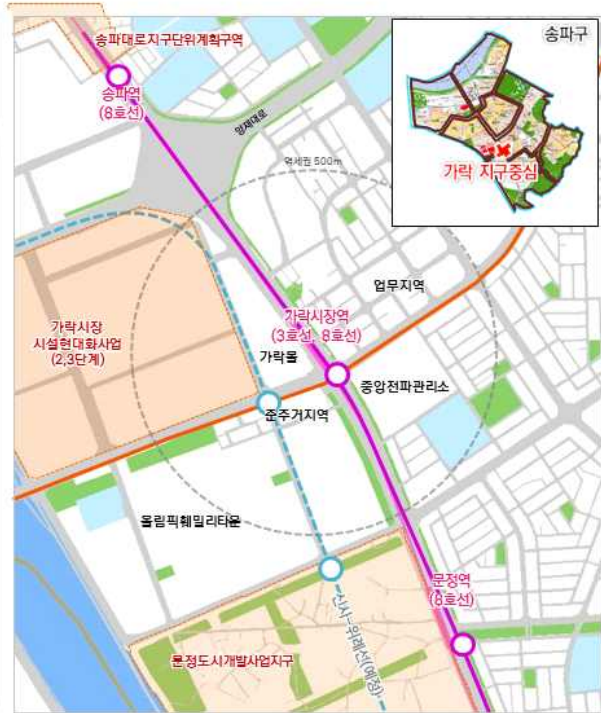 송파대로지구단위계획구역
송파구
송파역
(8호선)
양재대로
역세권 500m
가락 지구중심
업무지역
가락시장
시설현대화사업
(2,3단계)
가락시장역
(3호선, 8호선)
가락몰
중앙전파관리소
준주거지역
올림픽훼밀리타운
문정역
(8호선)
신사-위례선(예정)
문정도시개발사업지구